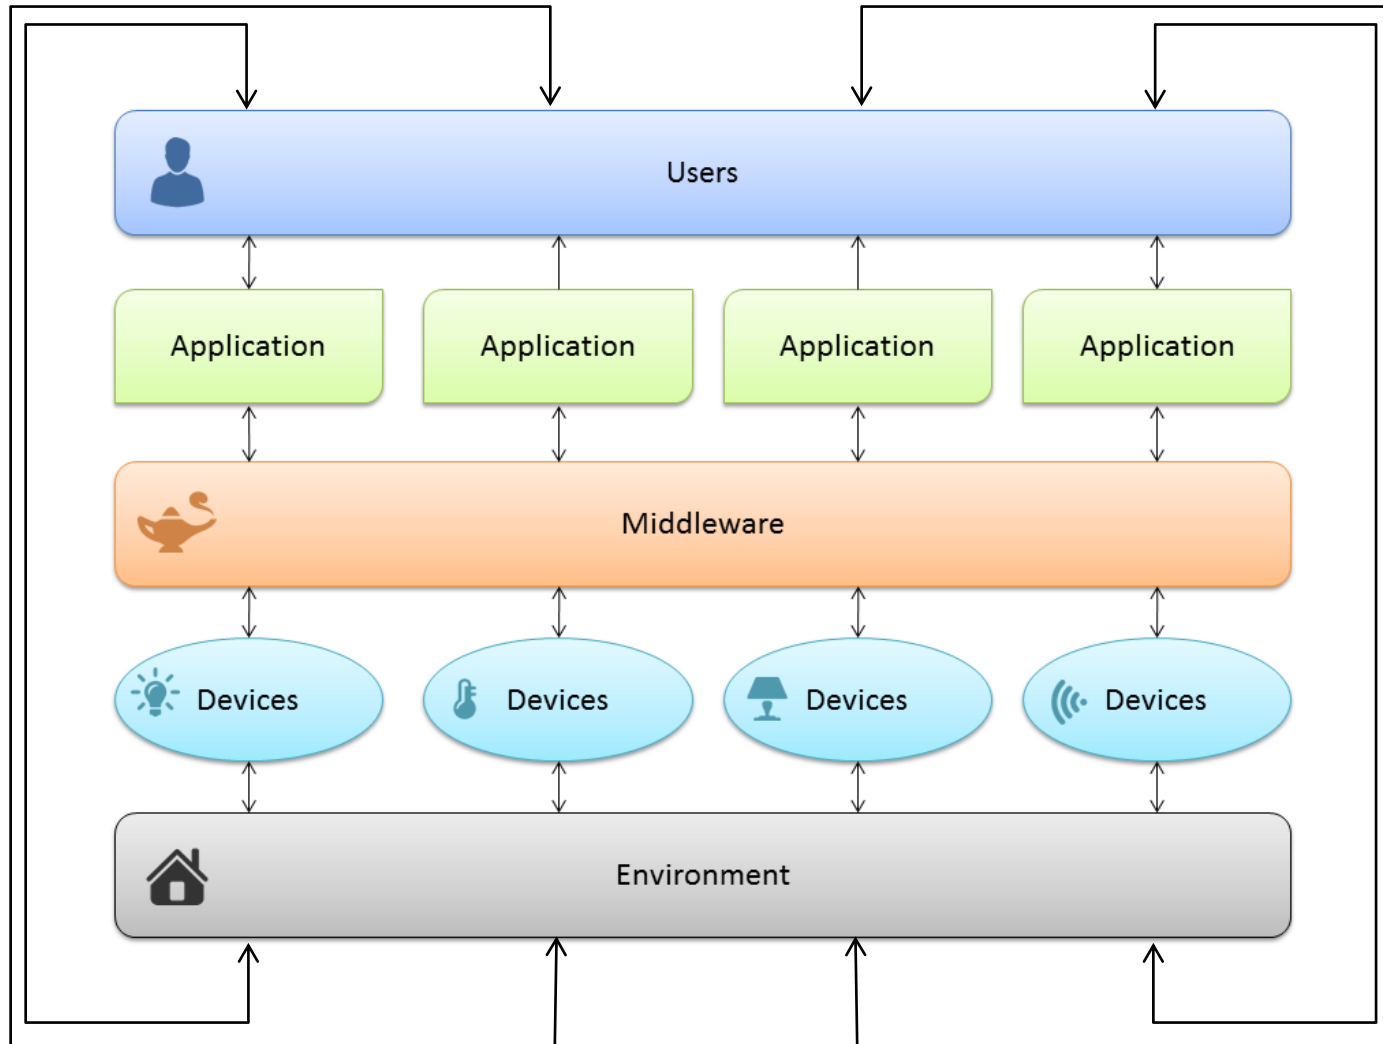 Users
Application
Application
Application
Application
Middleware
Devices
Devices
Devices
Devices
Environment